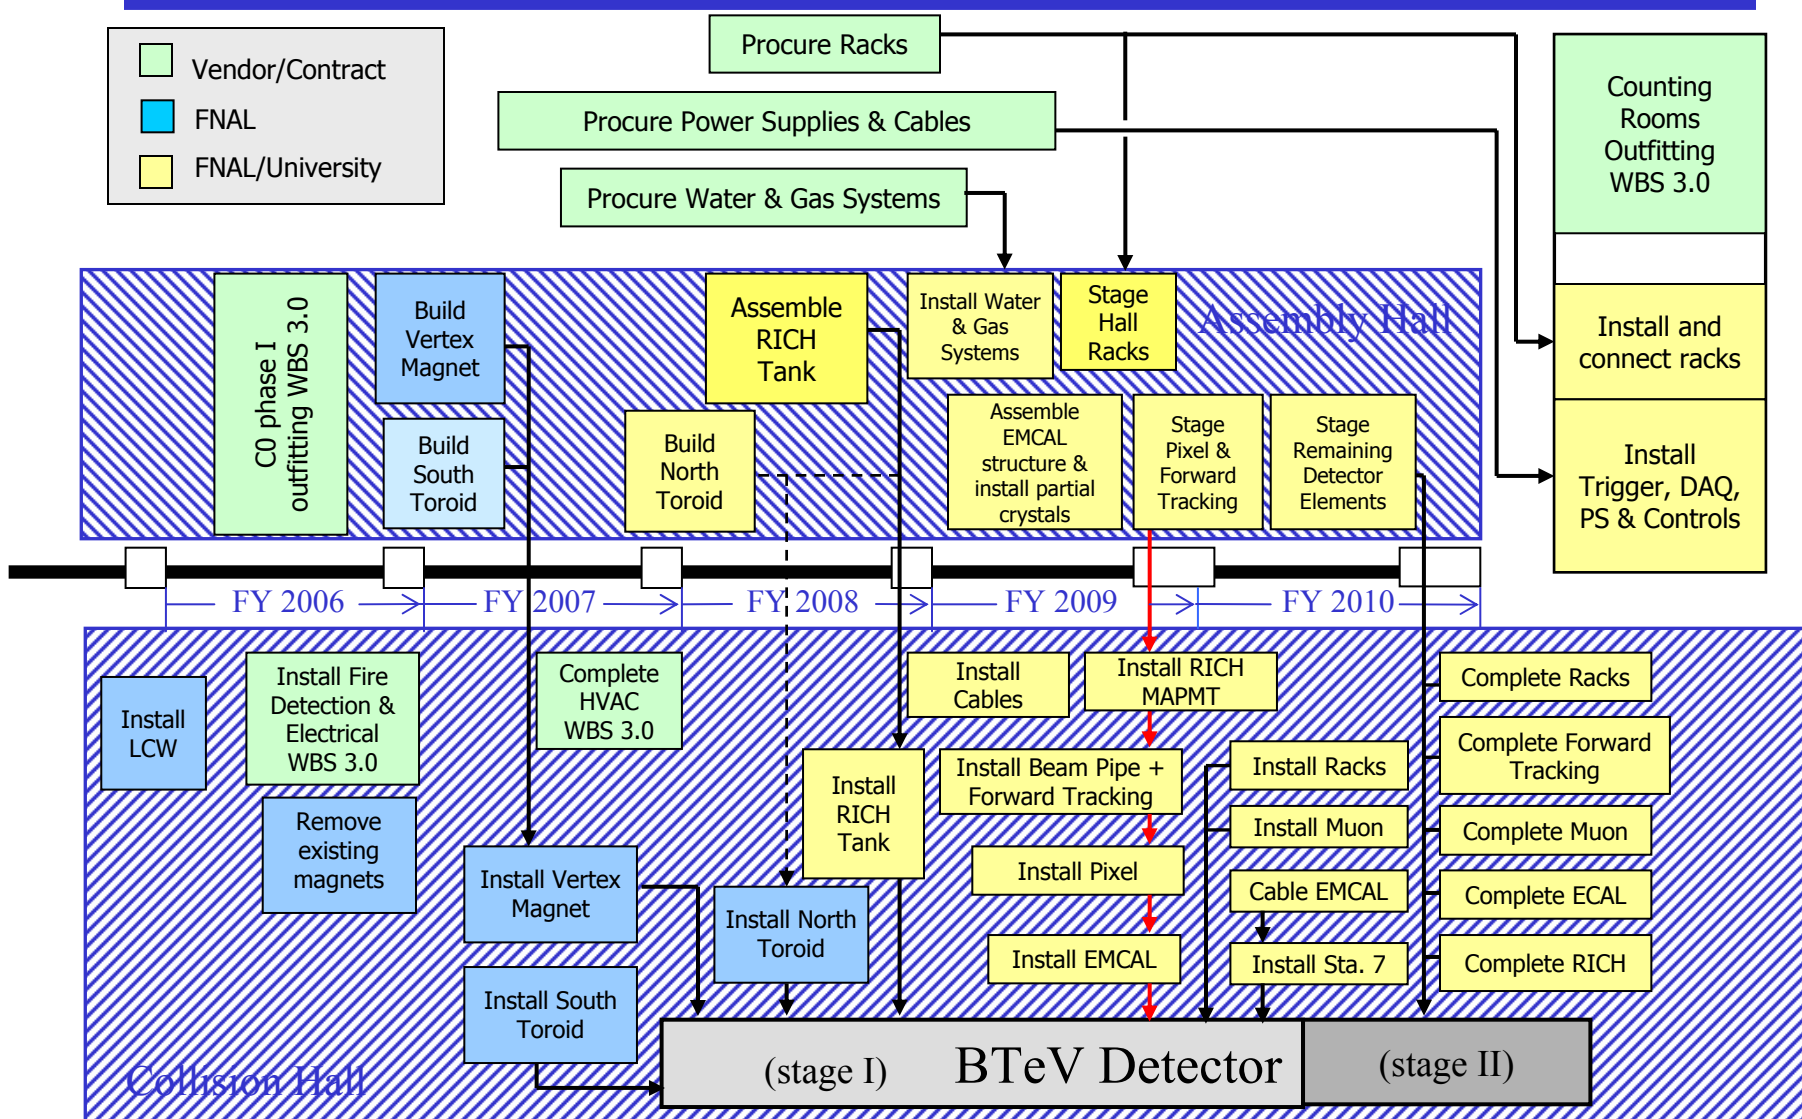 Vendor/Contract
FNAL
FNAL/University
Procure Racks
Procure Power Supplies & Cables
Procure Water & Gas Systems
Counting
Rooms
Outfitting
WBS 3.0
Install and
connect racks
Install
Trigger, DAQ,
PS & Controls
Assembly Hall
C0 phase I
outfitting WBS 3.0
Build
Vertex
Magnet
Build
South
Toroid
Assemble
RICH
Tank
Build
North
Toroid
Install Water
& Gas
Systems
Stage
Hall
Racks
Assemble
EMCAL
structure &
install partial
crystals
Stage
Pixel &
Forward
Tracking
Stage
Remaining
Detector
Elements
FY 2006
FY 2007
FY 2008
FY 2009
FY 2010
Install
LCW
Install Fire
Detection &
Electrical
WBS 3.0
Remove
existing
magnets
Complete
HVAC
WBS 3.0
Install Vertex
Magnet
Install South
Toroid
Install North
Toroid
Install
RICH
Tank
Install
Cables
Install RICH
MAPMT
Install Beam Pipe +
Forward Tracking
Install Pixel
Install EMCAL
Install Racks
Install Muon
Cable EMCAL
Install Sta. 7
Complete Racks
Complete Forward
Tracking
Complete Muon
Complete ECAL
Complete RICH
Collision Hall
(stage I) BTeV Detector (stage II)